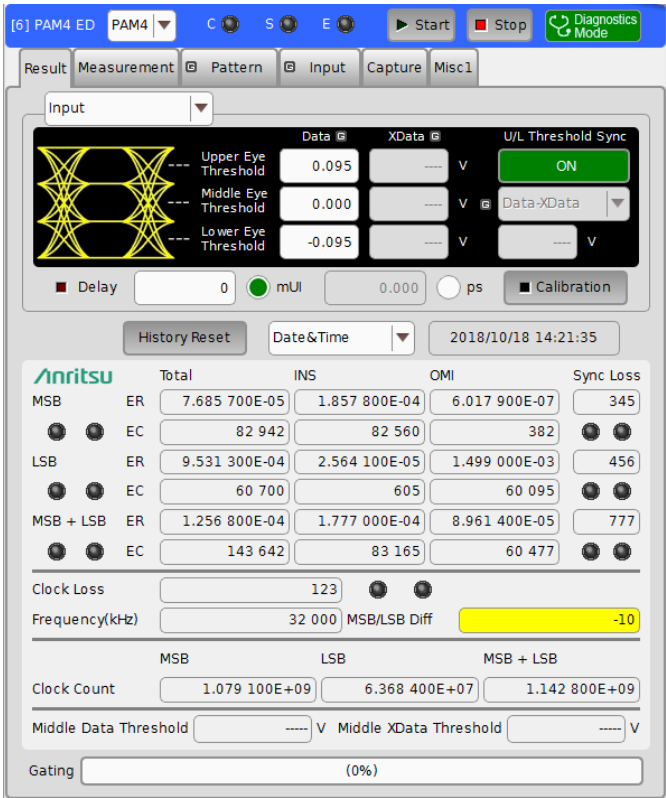 [6] PAM4 ED PAM4 C S E Start Stop Diagnostics Mode
Result Measurement G Pattern G Input Capture Misc1
Input
Data G XData G U/L Threshold Sync
Upper Eye Threshold 0.095 ---- V ON
Middle Eye Threshold 0.000 ---- V G Data-XData
Lower Eye Threshold -0.095 ---- V ---- V
Delay 0 mUI 0.000 ps Calibration
History Reset Date&Time 2018/10/18 14:21:35
Anritsu Total INS OMI Sync Loss
MSB ER 7.685 700E-05 1.857 800E-04 6.017 900E-07 345
EC 82 942 82 560 382
LSB ER 9.531 300E-04 2.564 100E-05 1.499 000E-03 456
EC 60 700 605 60 095
MSB + LSB ER 1.256 800E-04 1.777 000E-04 8.961 400E-05 777
EC 143 642 83 165 60 477
Clock Loss 123
Frequency(kHz) 32 000 MSB/LSB Diff -10
MSB LSB MSB + LSB
Clock Count 1.079 100E+09 6.368 400E+07 1.142 800E+09
Middle Data Threshold ----- V Middle XData Threshold ----- V
Gating (0%)